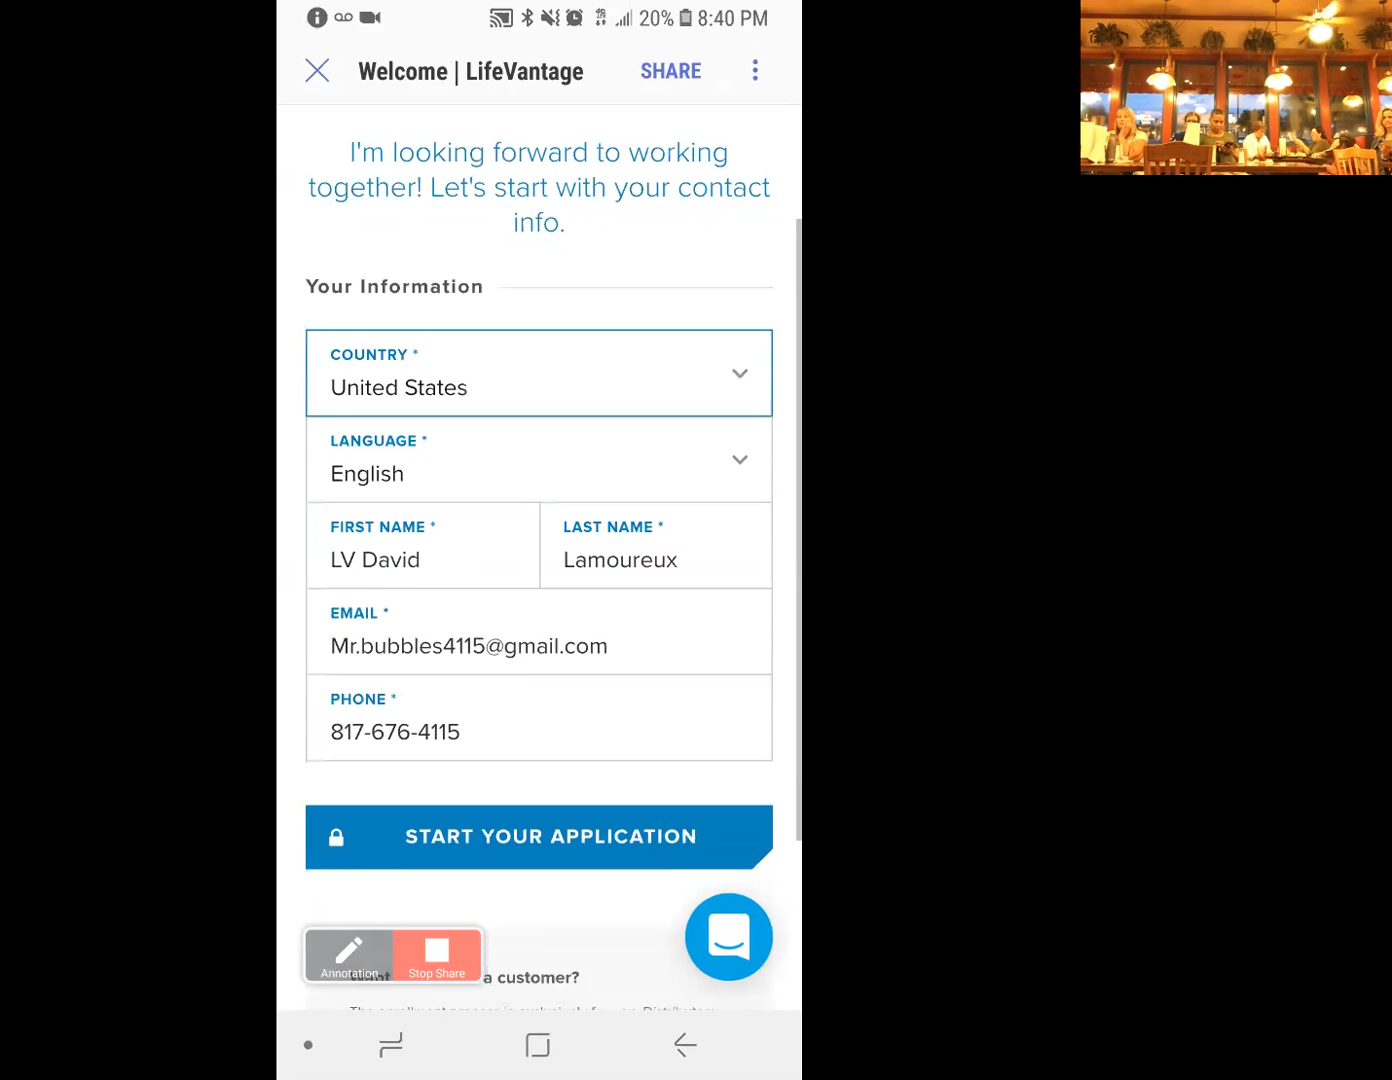 20% 8:40 PM
Welcome | LifeVantage SHARE
I'm looking forward to working
together! Let's start with your contact
info.
Your Information
COUNTRY *
United States
LANGUAGE *
English
FIRST NAME * LAST NAME *
LV David Lamoureux
EMAIL *
Mr.bubbles4115@gmail.com
PHONE *
817-676-4115
START YOUR APPLICATION
Annotation Stop Share
Want a customer?